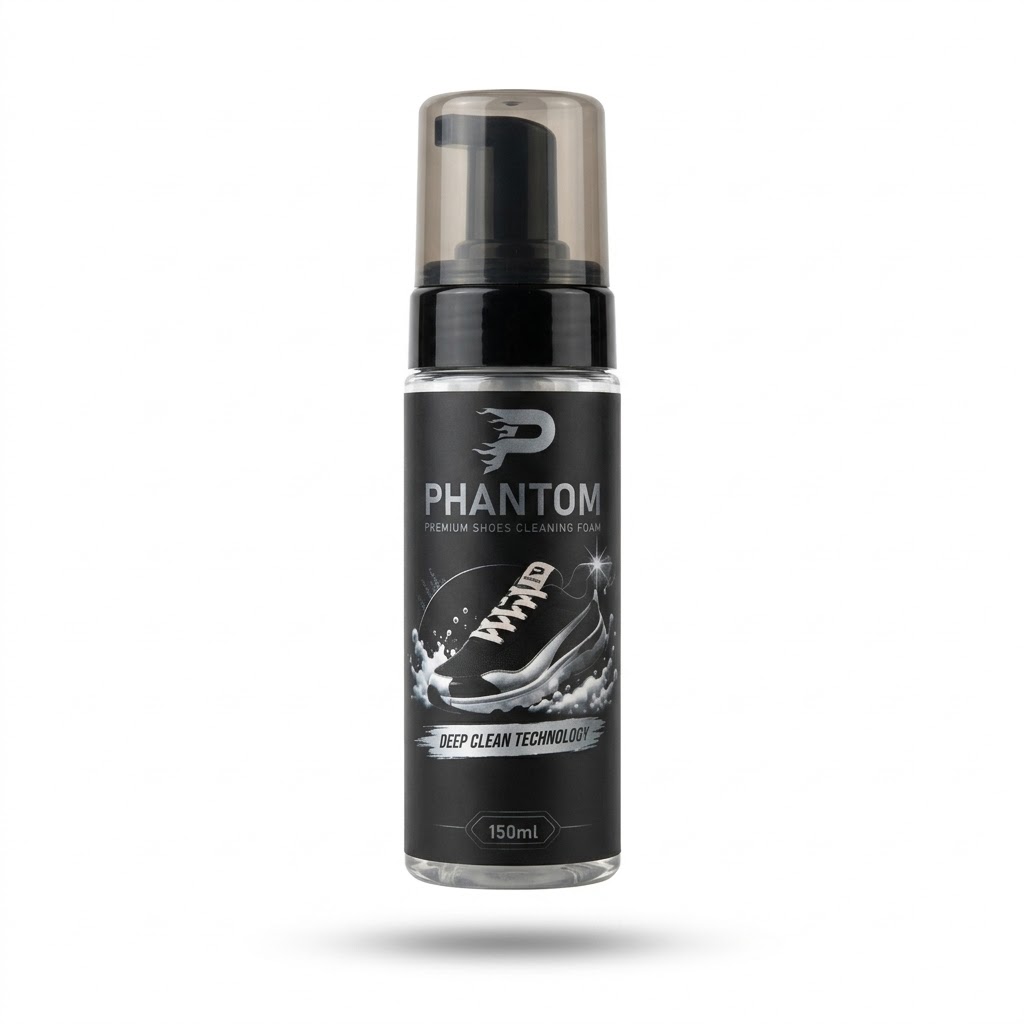 P
PHANTOM
PREMIUM SHOES CLEANING FOAM
DEEP CLEAN TECHNOLOGY
150ml